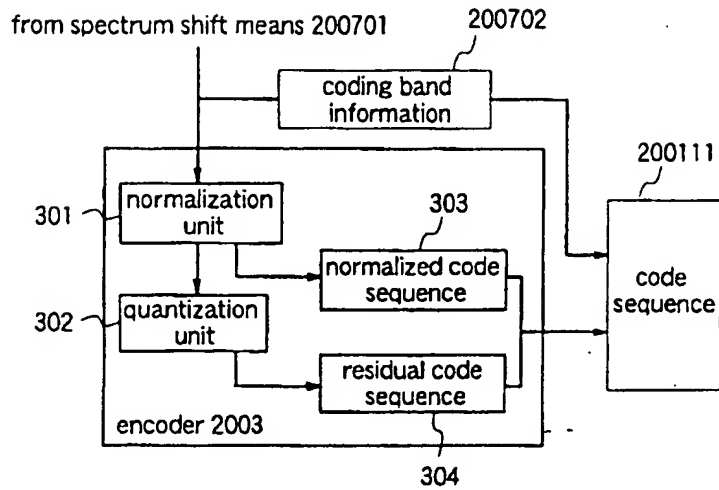 from spectrum shift means 200701
200702
coding band
information
200111
301
normalization
unit
303
normalized code
sequence
code
sequence
302
quantization
unit
residual code
sequence
encoder 2003
304